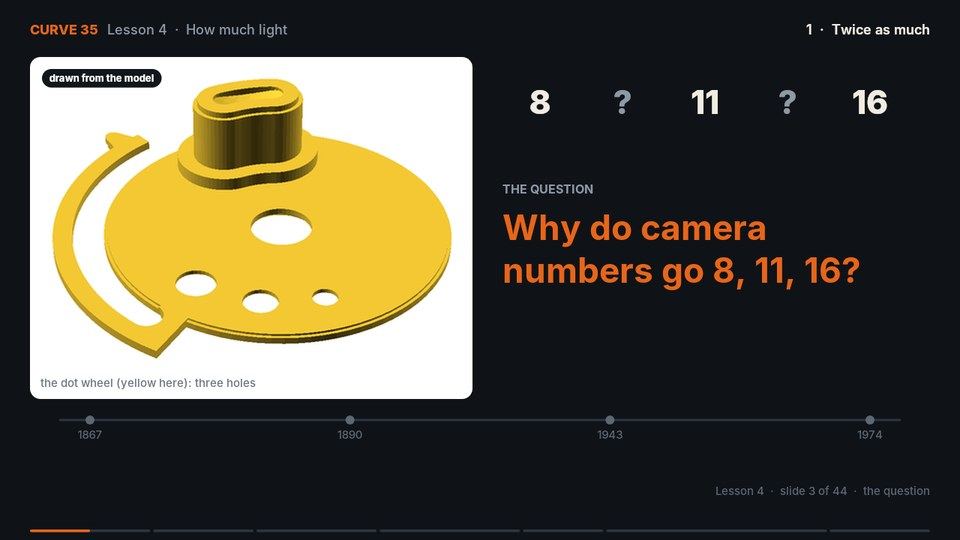 CURVE 35 Lesson 4 · How much light
1 · Twice as much
drawn from the model
8 ? 11 ? 16
THE QUESTION
Why do camera
numbers go 8, 11, 16?
the dot wheel (yellow here): three holes
1867 1890 1943 1974
Lesson 4 · slide 3 of 44 · the question